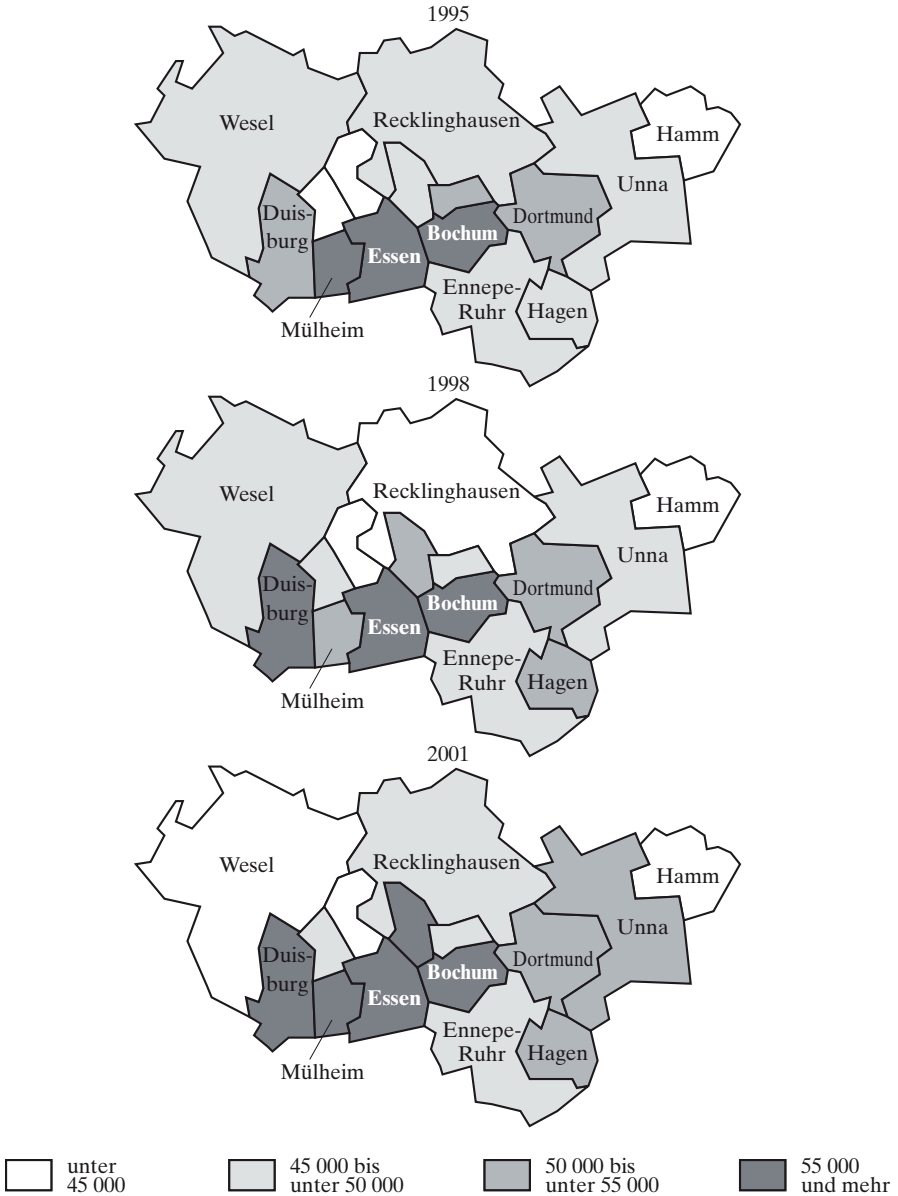 1995
Wesel
Recklinghausen
Hamm
Unna
Duis-
burg
Dortmund
Bochum
Essen
Ennepe-
Ruhr
Hagen
Mülheim
1998
Wesel
Recklinghausen
Hamm
Unna
Duis-
burg
Dortmund
Bochum
Essen
Ennepe-
Ruhr
Hagen
Mülheim
2001
Wesel
Recklinghausen
Hamm
Unna
Duis-
burg
Dortmund
Bochum
Essen
Ennepe-
Ruhr
Hagen
Mülheim
unter
45 000
45 000 bis
unter 50 000
50 000 bis
unter 55 000
55 000
und mehr